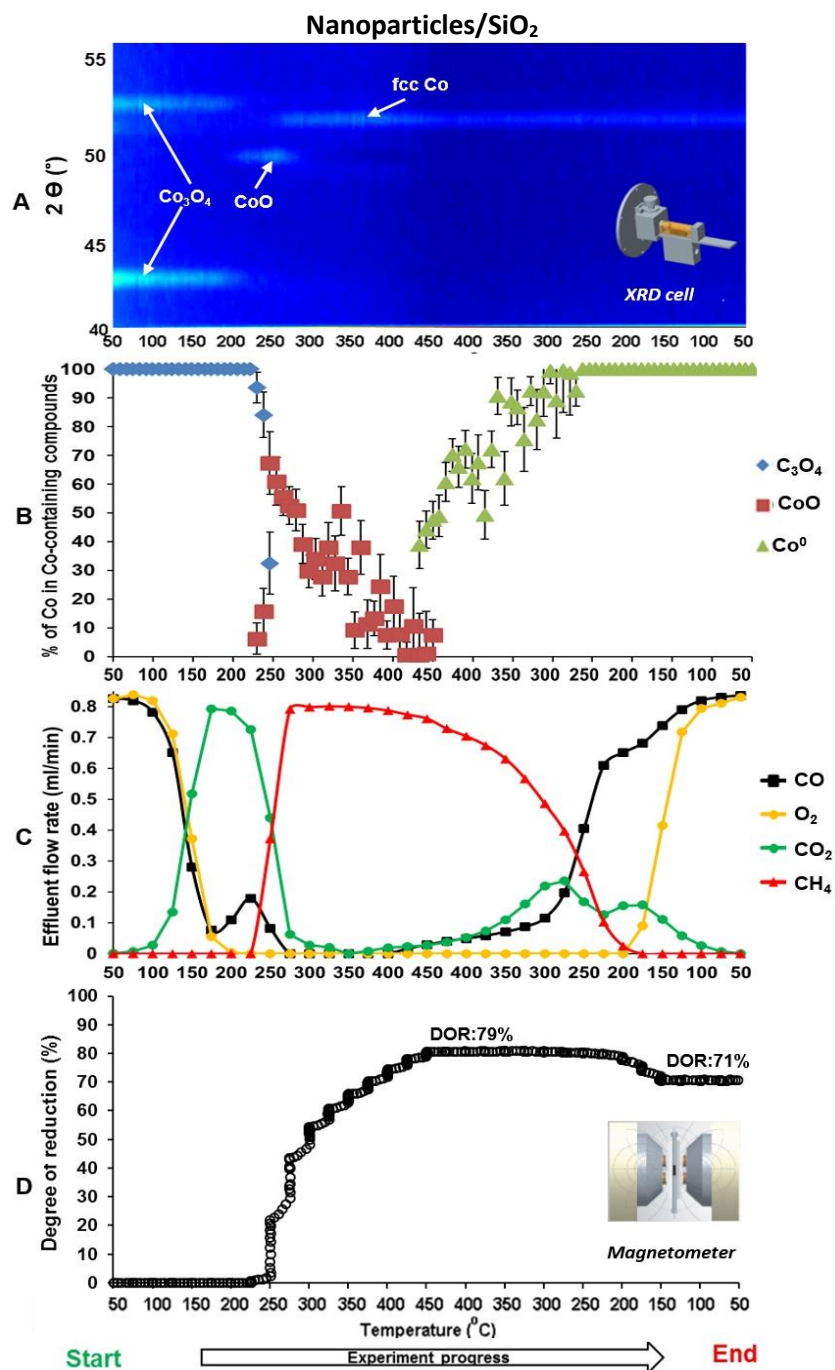 Nanoparticles/SiO₂
A
2 Θ (°)
55
50
45
40
fcc Co
Co₃O₄
CoO
XRD cell
50 100 150 200 250 300 350 400 450 400 350 300 250 200 150 100 50
B
% of Co in Co-containing compounds
100
90
80
70
60
50
40
30
20
10
0
C₃O₄
CoO
Co⁰
50 100 150 200 250 300 350 400 450 400 350 300 250 200 150 100 50
C
Effluent flow rate (ml/min)
0.8
0.7
0.6
0.5
0.4
0.3
0.2
0.1
0
CO
O₂
CO₂
CH₄
50 100 150 200 250 300 350 400 450 400 350 300 250 200 150 100 50
D
Degree of reduction (%)
100
90
80
70
60
50
40
30
20
10
0
DOR:79%
DOR:71%
Magnetometer
50 100 150 200 250 300 350 400 450 400 350 300 250 200 150 100 50
Temperature (⁰C)
Start
Experiment progress
End